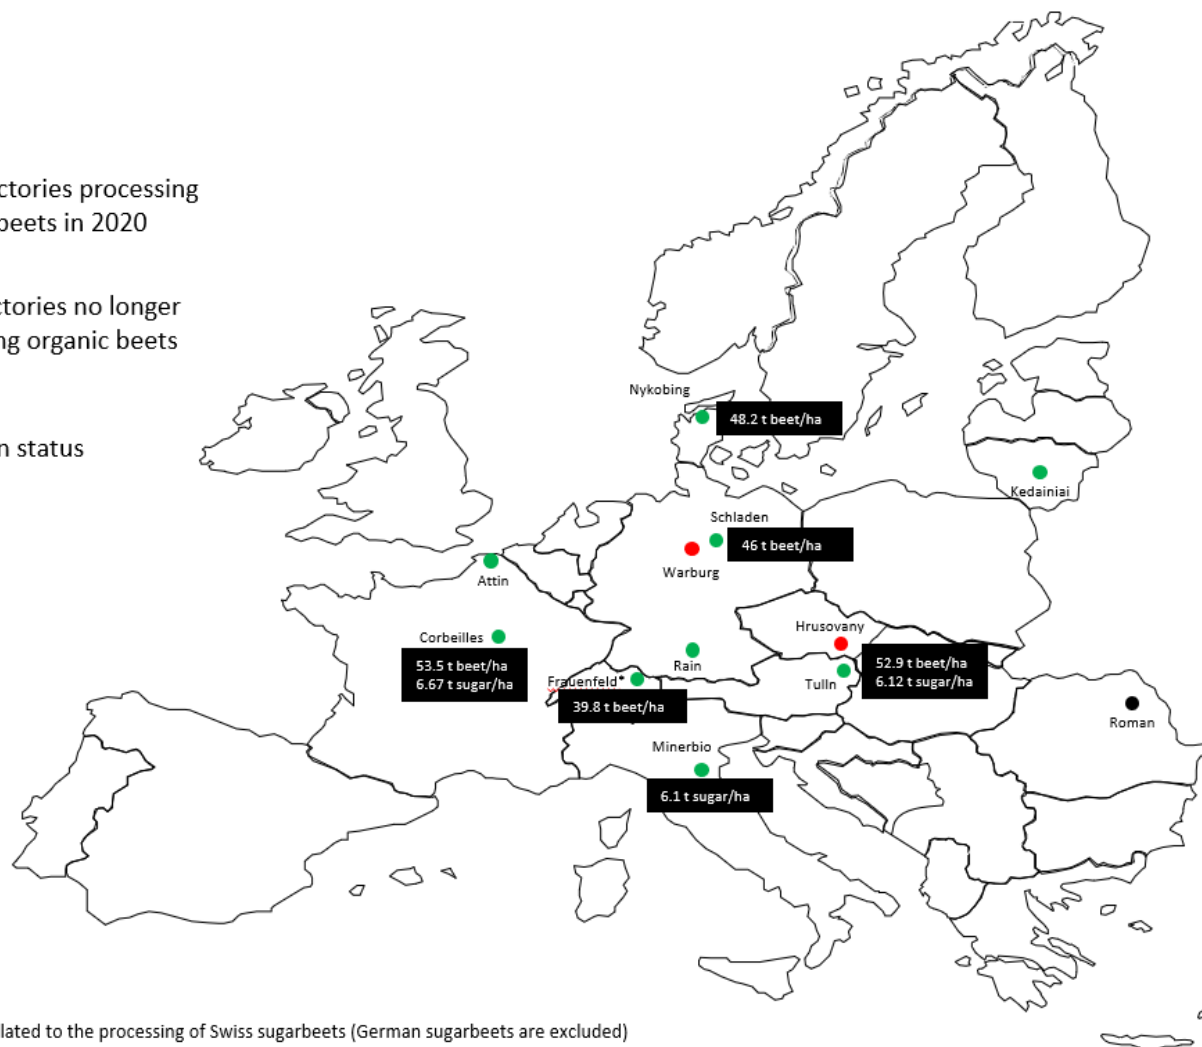 ctories processing
beets in 2020
ctories no longer
ng organic beets
n status
Nykobing
48.2 t beet/ha
Kedainiai
Schladen
46 t beet/ha
Warburg
Attin
Hrusovany
Corbeilles
53.5 t beet/ha
6.67 t sugar/ha
Rain
52.9 t beet/ha
6.12 t sugar/ha
Frauenfeld*
Tulln
39.8 t beet/ha
Roman
Minerbio
6.1 t sugar/ha
lated to the processing of Swiss sugarbeets (German sugarbeets are excluded)